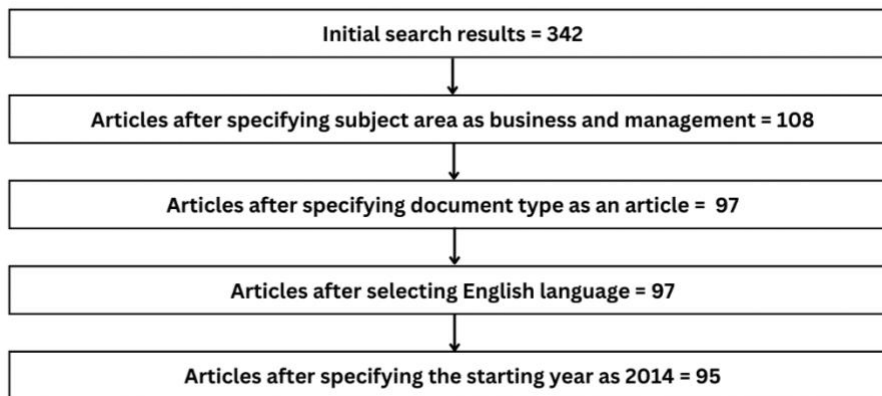 Initial search results = 342
Articles after specifying subject area as business and management = 108
Articles after specifying document type as an article = 97
Articles after selecting English language = 97
Articles after specifying the starting year as 2014 = 95